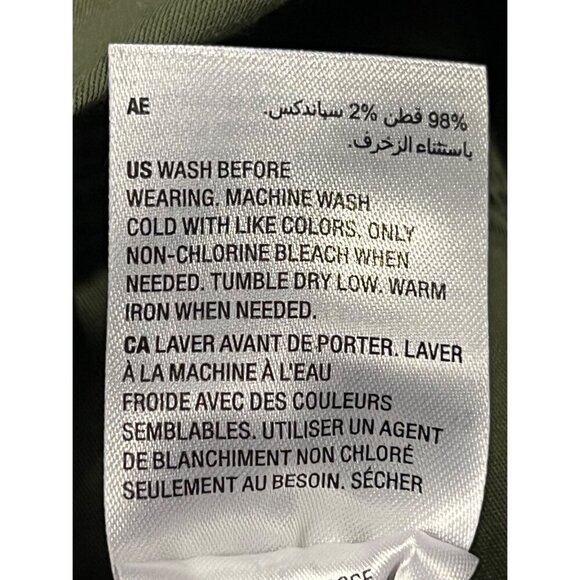 AE
98% قطن 2% سباندكس.
باستثناء الزخرف.
US WASH BEFORE
WEARING. MACHINE WASH
COLD WITH LIKE COLORS. ONLY
NON-CHLORINE BLEACH WHEN
NEEDED. TUMBLE DRY LOW. WARM
IRON WHEN NEEDED.
CA LAVER AVANT DE PORTER. LAVER
À LA MACHINE À L'EAU
FROIDE AVEC DES COULEURS
SEMBLABLES. UTILISER UN AGENT
DE BLANCHIMENT NON CHLORÉ
SEULEMENT AU BESOIN. SÉCHER